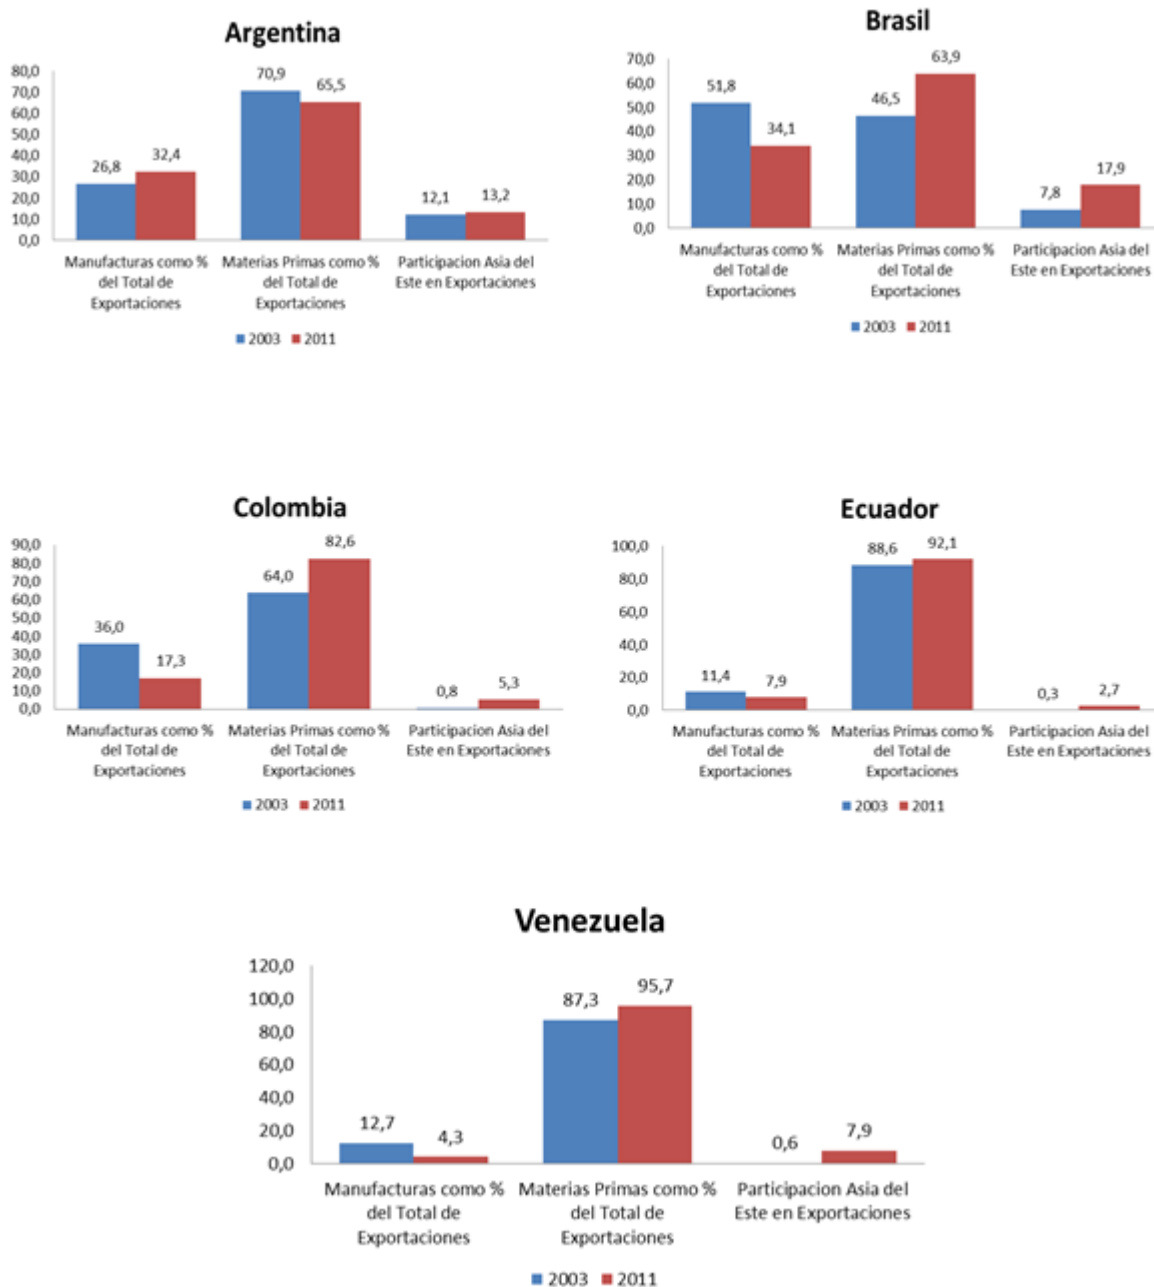 Argentina
80,0
70,0
60,0
50,0
40,0
30,0
20,0
10,0
0,0
26,8
32,4
70,9
65,5
12,1
13,2
Manufacturas como %
del Total de
Exportaciones
Materias Primas como %
del Total de
Exportaciones
Participacion Asia del
Este en Exportaciones
2003 2011
Brasil
70,0
60,0
50,0
40,0
30,0
20,0
10,0
0,0
51,8
34,1
46,5
63,9
7,8
17,9
Manufacturas como %
del Total de
Exportaciones
Materias Primas como %
del Total de
Exportaciones
Participacion Asia del
Este en Exportaciones
2003 2011
Colombia
90,0
80,0
70,0
60,0
50,0
40,0
30,0
20,0
10,0
0,0
36,0
17,3
64,0
82,6
0,8
5,3
Manufacturas como %
del Total de
Exportaciones
Materias Primas como %
del Total de
Exportaciones
Participacion Asia del
Este en Exportaciones
2003 2011
Ecuador
100,0
80,0
60,0
40,0
20,0
0,0
11,4
7,9
88,6
92,1
0,3
2,7
Manufacturas como %
del Total de
Exportaciones
Materias Primas como %
del Total de
Exportaciones
Participacion Asia del
Este en Exportaciones
2003 2011
Venezuela
120,0
100,0
80,0
60,0
40,0
20,0
0,0
12,7
4,3
87,3
95,7
0,6
7,9
Manufacturas como %
del Total de
Exportaciones
Materias Primas como %
del Total de
Exportaciones
Participacion Asia del
Este en Exportaciones
2003 2011